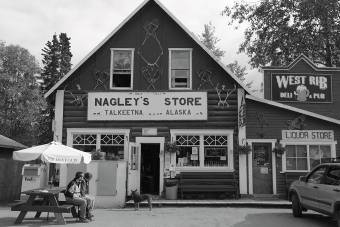 WEST RIB
DELI & PUB
NAGLEY'S STORE
TALKEETNA ALASKA
LIQUOR STORE